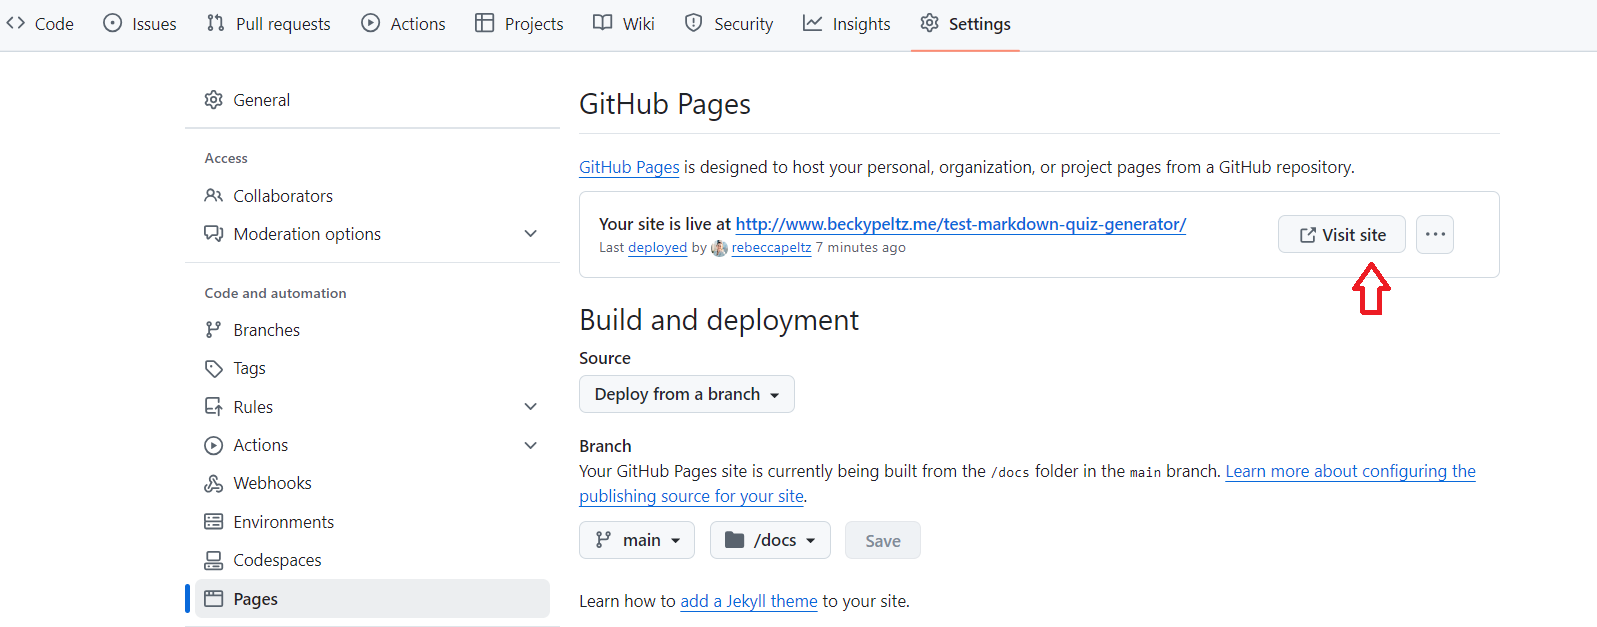 Code Issues Pull requests Actions Projects Wiki Security Insights Settings
General
Access
Collaborators
Moderation options
Code and automation
Branches
Tags
Rules
Actions
Webhooks
Environments
Codespaces
Pages
GitHub Pages
GitHub Pages is designed to host your personal, organization, or project pages from a GitHub repository.
Your site is live at http://www.beckypeltz.me/test-markdown-quiz-generator/
Last deployed by rebeccapeltz 7 minutes ago
Visit site
Build and deployment
Source
Deploy from a branch
Branch
Your GitHub Pages site is currently being built from the /docs folder in the main branch. Learn more about configuring the
publishing source for your site.
main /docs Save
Learn how to add a Jekyll theme to your site.